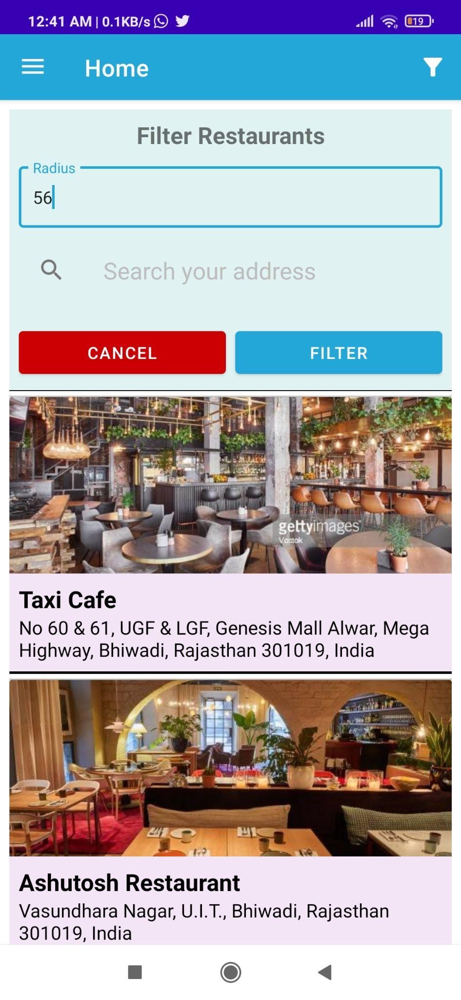 12:41 AM | 0.1KB/s
19
Home
Filter Restaurants
Radius
56
Search your address
CANCEL
FILTER
gettyimages
Vostok
Taxi Cafe
No 60 & 61, UGF & LGF, Genesis Mall Alwar, Mega
Highway, Bhiwadi, Rajasthan 301019, India
Ashutosh Restaurant
Vasundhara Nagar, U.I.T., Bhiwadi, Rajasthan
301019, India